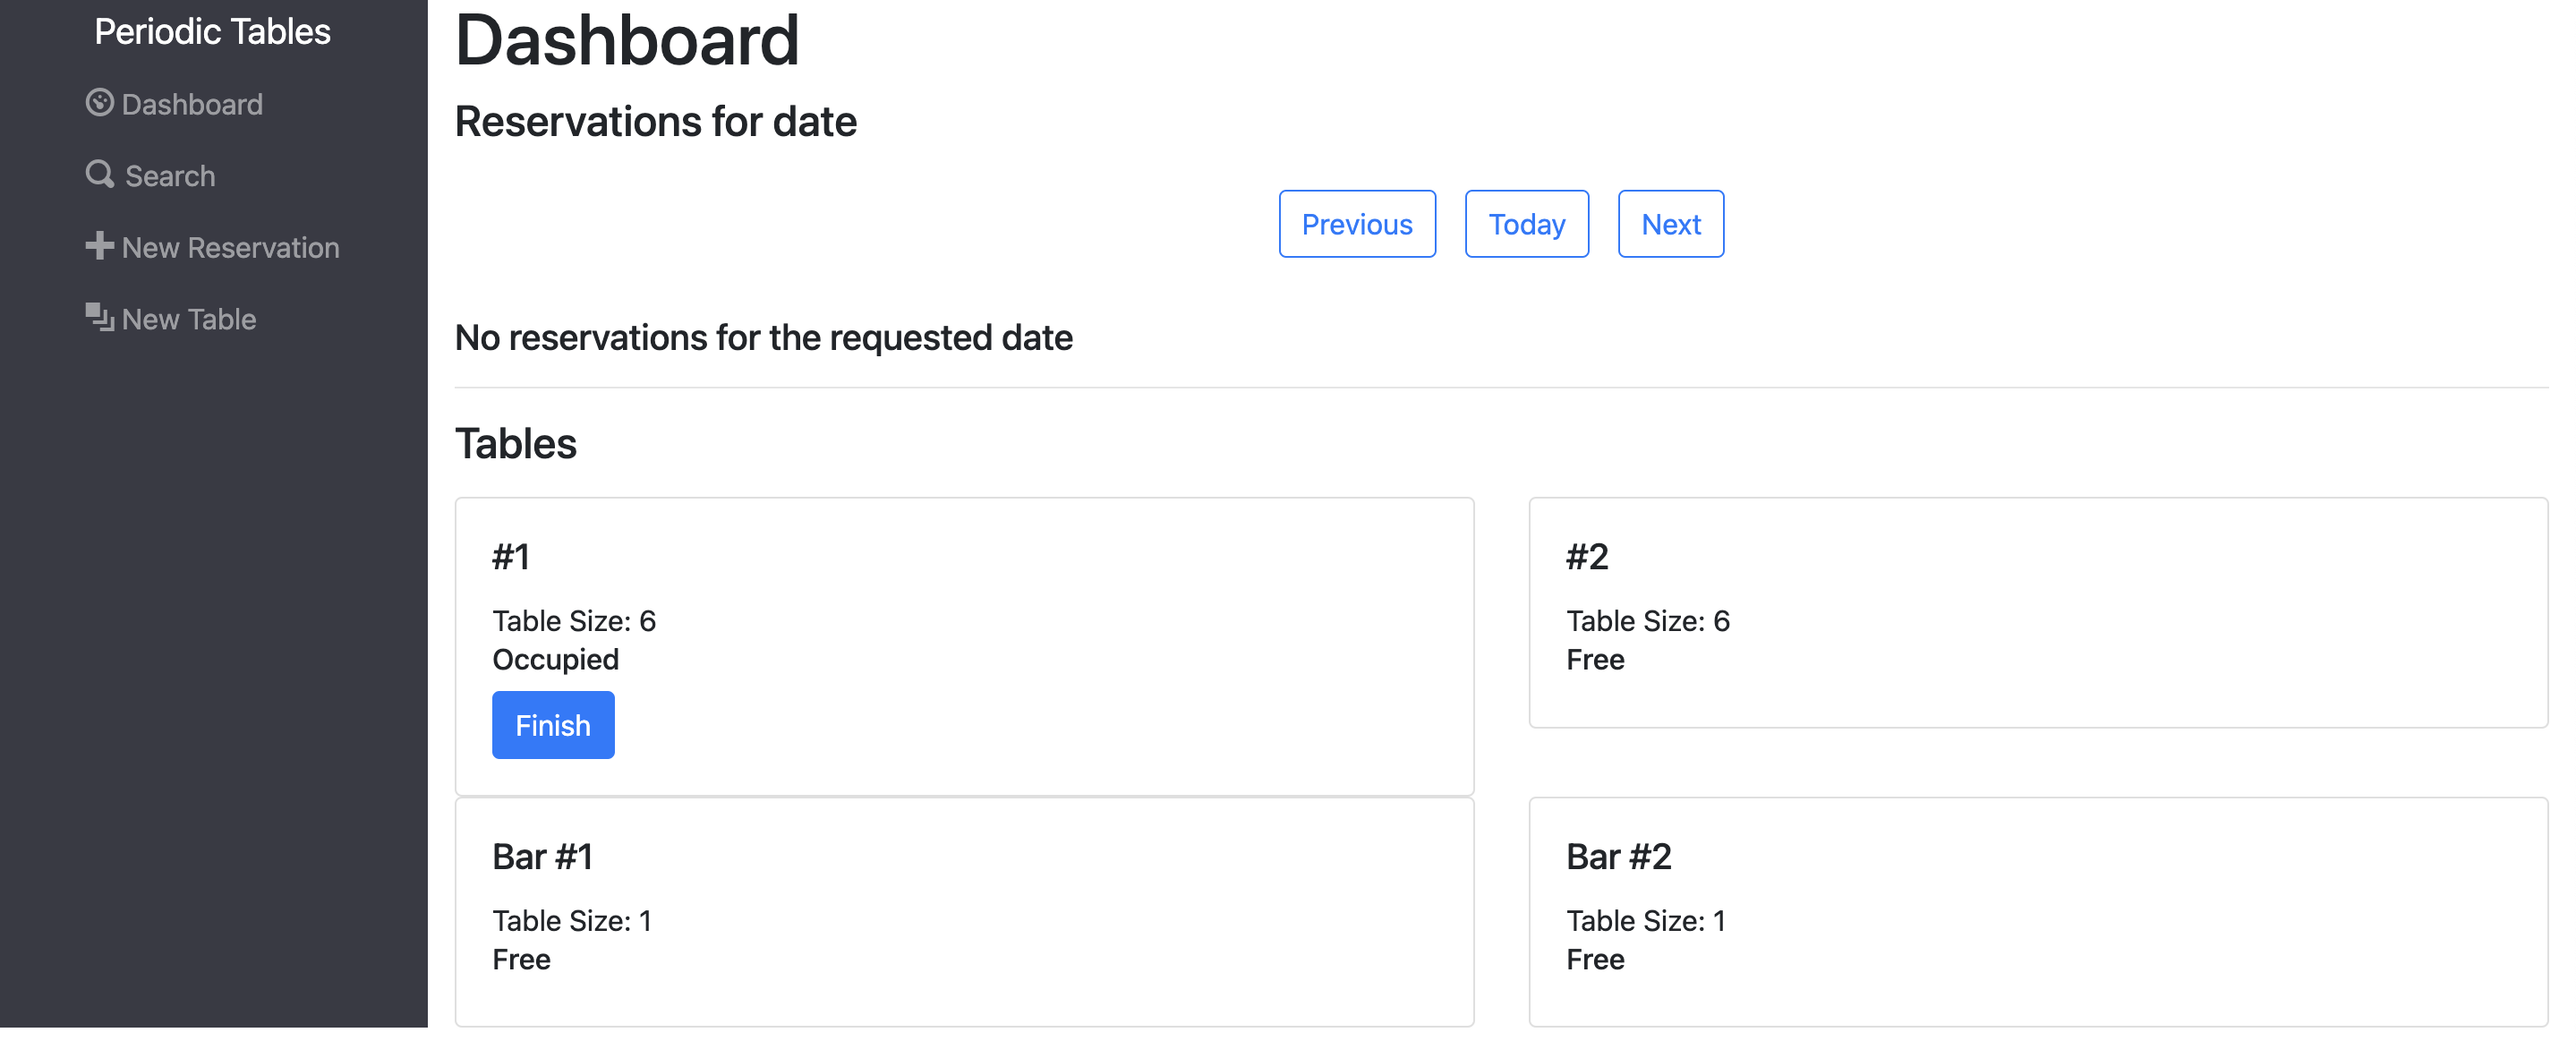 Periodic Tables
Dashboard
Search
New Reservation
New Table
Dashboard
Reservations for date
Previous
Today
Next
No reservations for the requested date
Tables
#1
Table Size: 6
Occupied
Finish
#2
Table Size: 6
Free
Bar #1
Table Size: 1
Free
Bar #2
Table Size: 1
Free